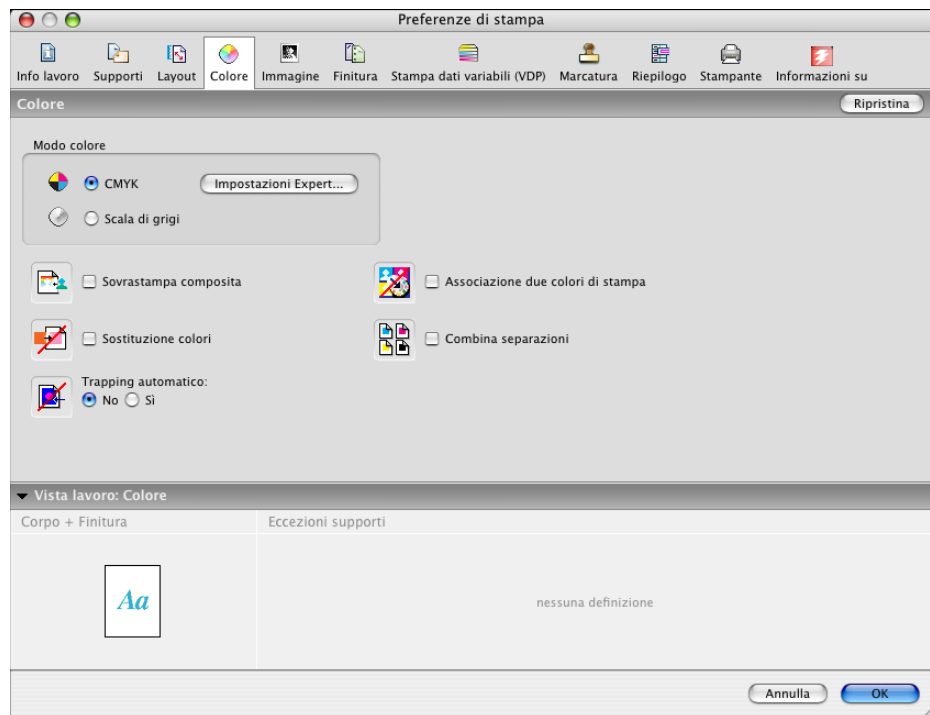 Preferenze di stampa
Info lavoro Supporti Layout Colore Immagine Finitura Stampa dati variabili (VDP) Marcatura Riepilogo Stampante Informazioni su
Colore Ripristina
Modo colore
CMYK Impostazioni Expert...
Scala di grigi
Sovrastampa composita Associazione due colori di stampa
Sostituzione colori Combina separazioni
Trapping automatico:
No Sì
Vista lavoro: Colore
Corpo + Finitura Eccezioni supporti
Aa
nessuna definizione
Annulla OK